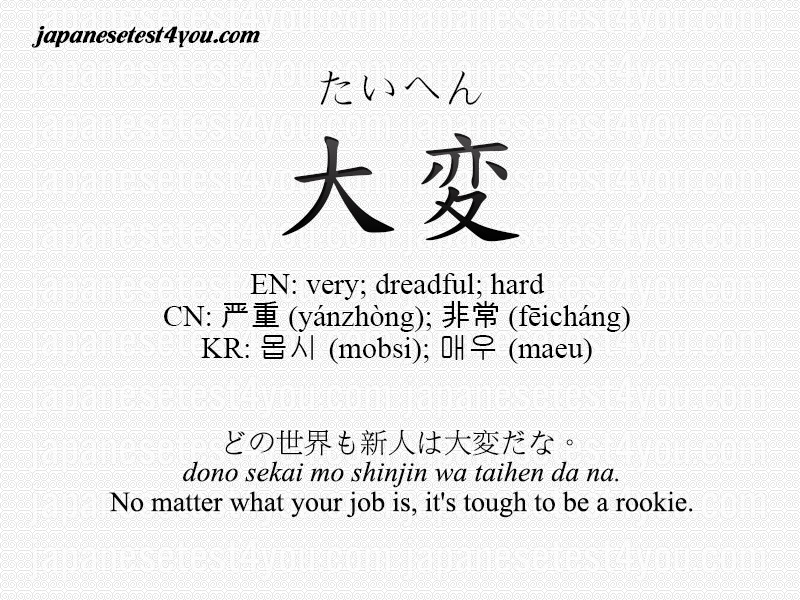 japanesetest4you.com
たいへん
大変
EN: very; dreadful; hard
CN: 严重 (yánzhòng); 非常 (fēicháng)
KR: 몹시 (mobsi); 매우 (maeu)
どの世界も新人は大変だな。
dono sekai mo shinjin wa taihen da na.
No matter what your job is, it's tough to be a rookie.